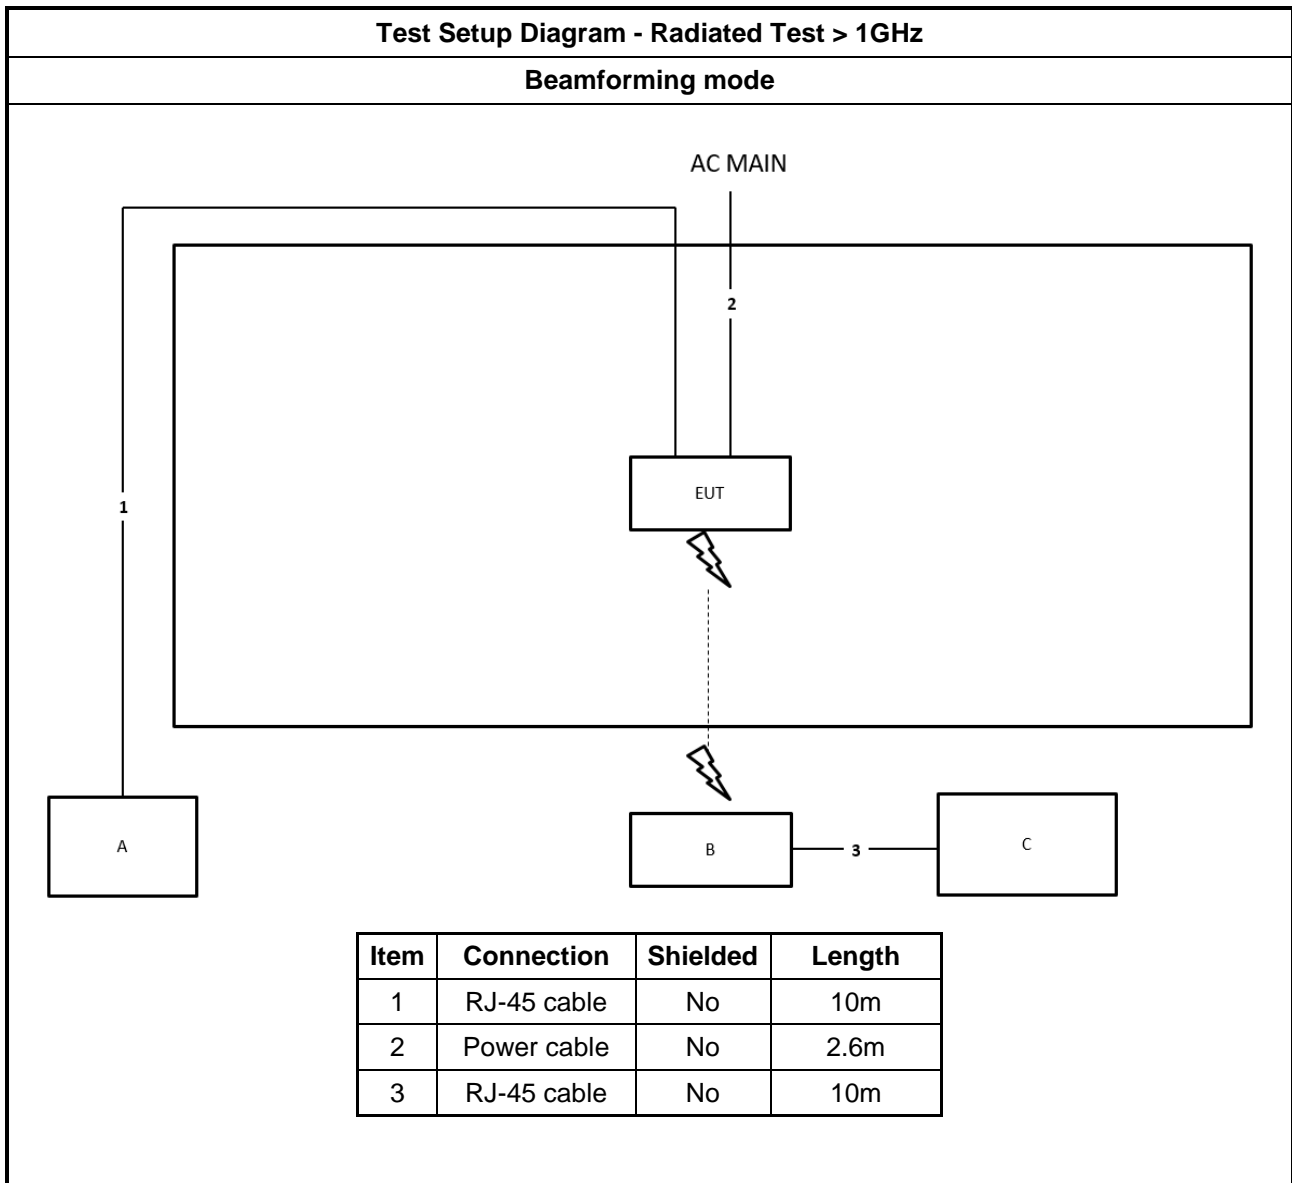 Test Setup Diagram - Radiated Test > 1GHz
Beamforming mode
AC MAIN
2
EUT
1
A
B
3
C
Item Connection Shielded Length
1 RJ-45 cable No 10m
2 Power cable No 2.6m
3 RJ-45 cable No 10m